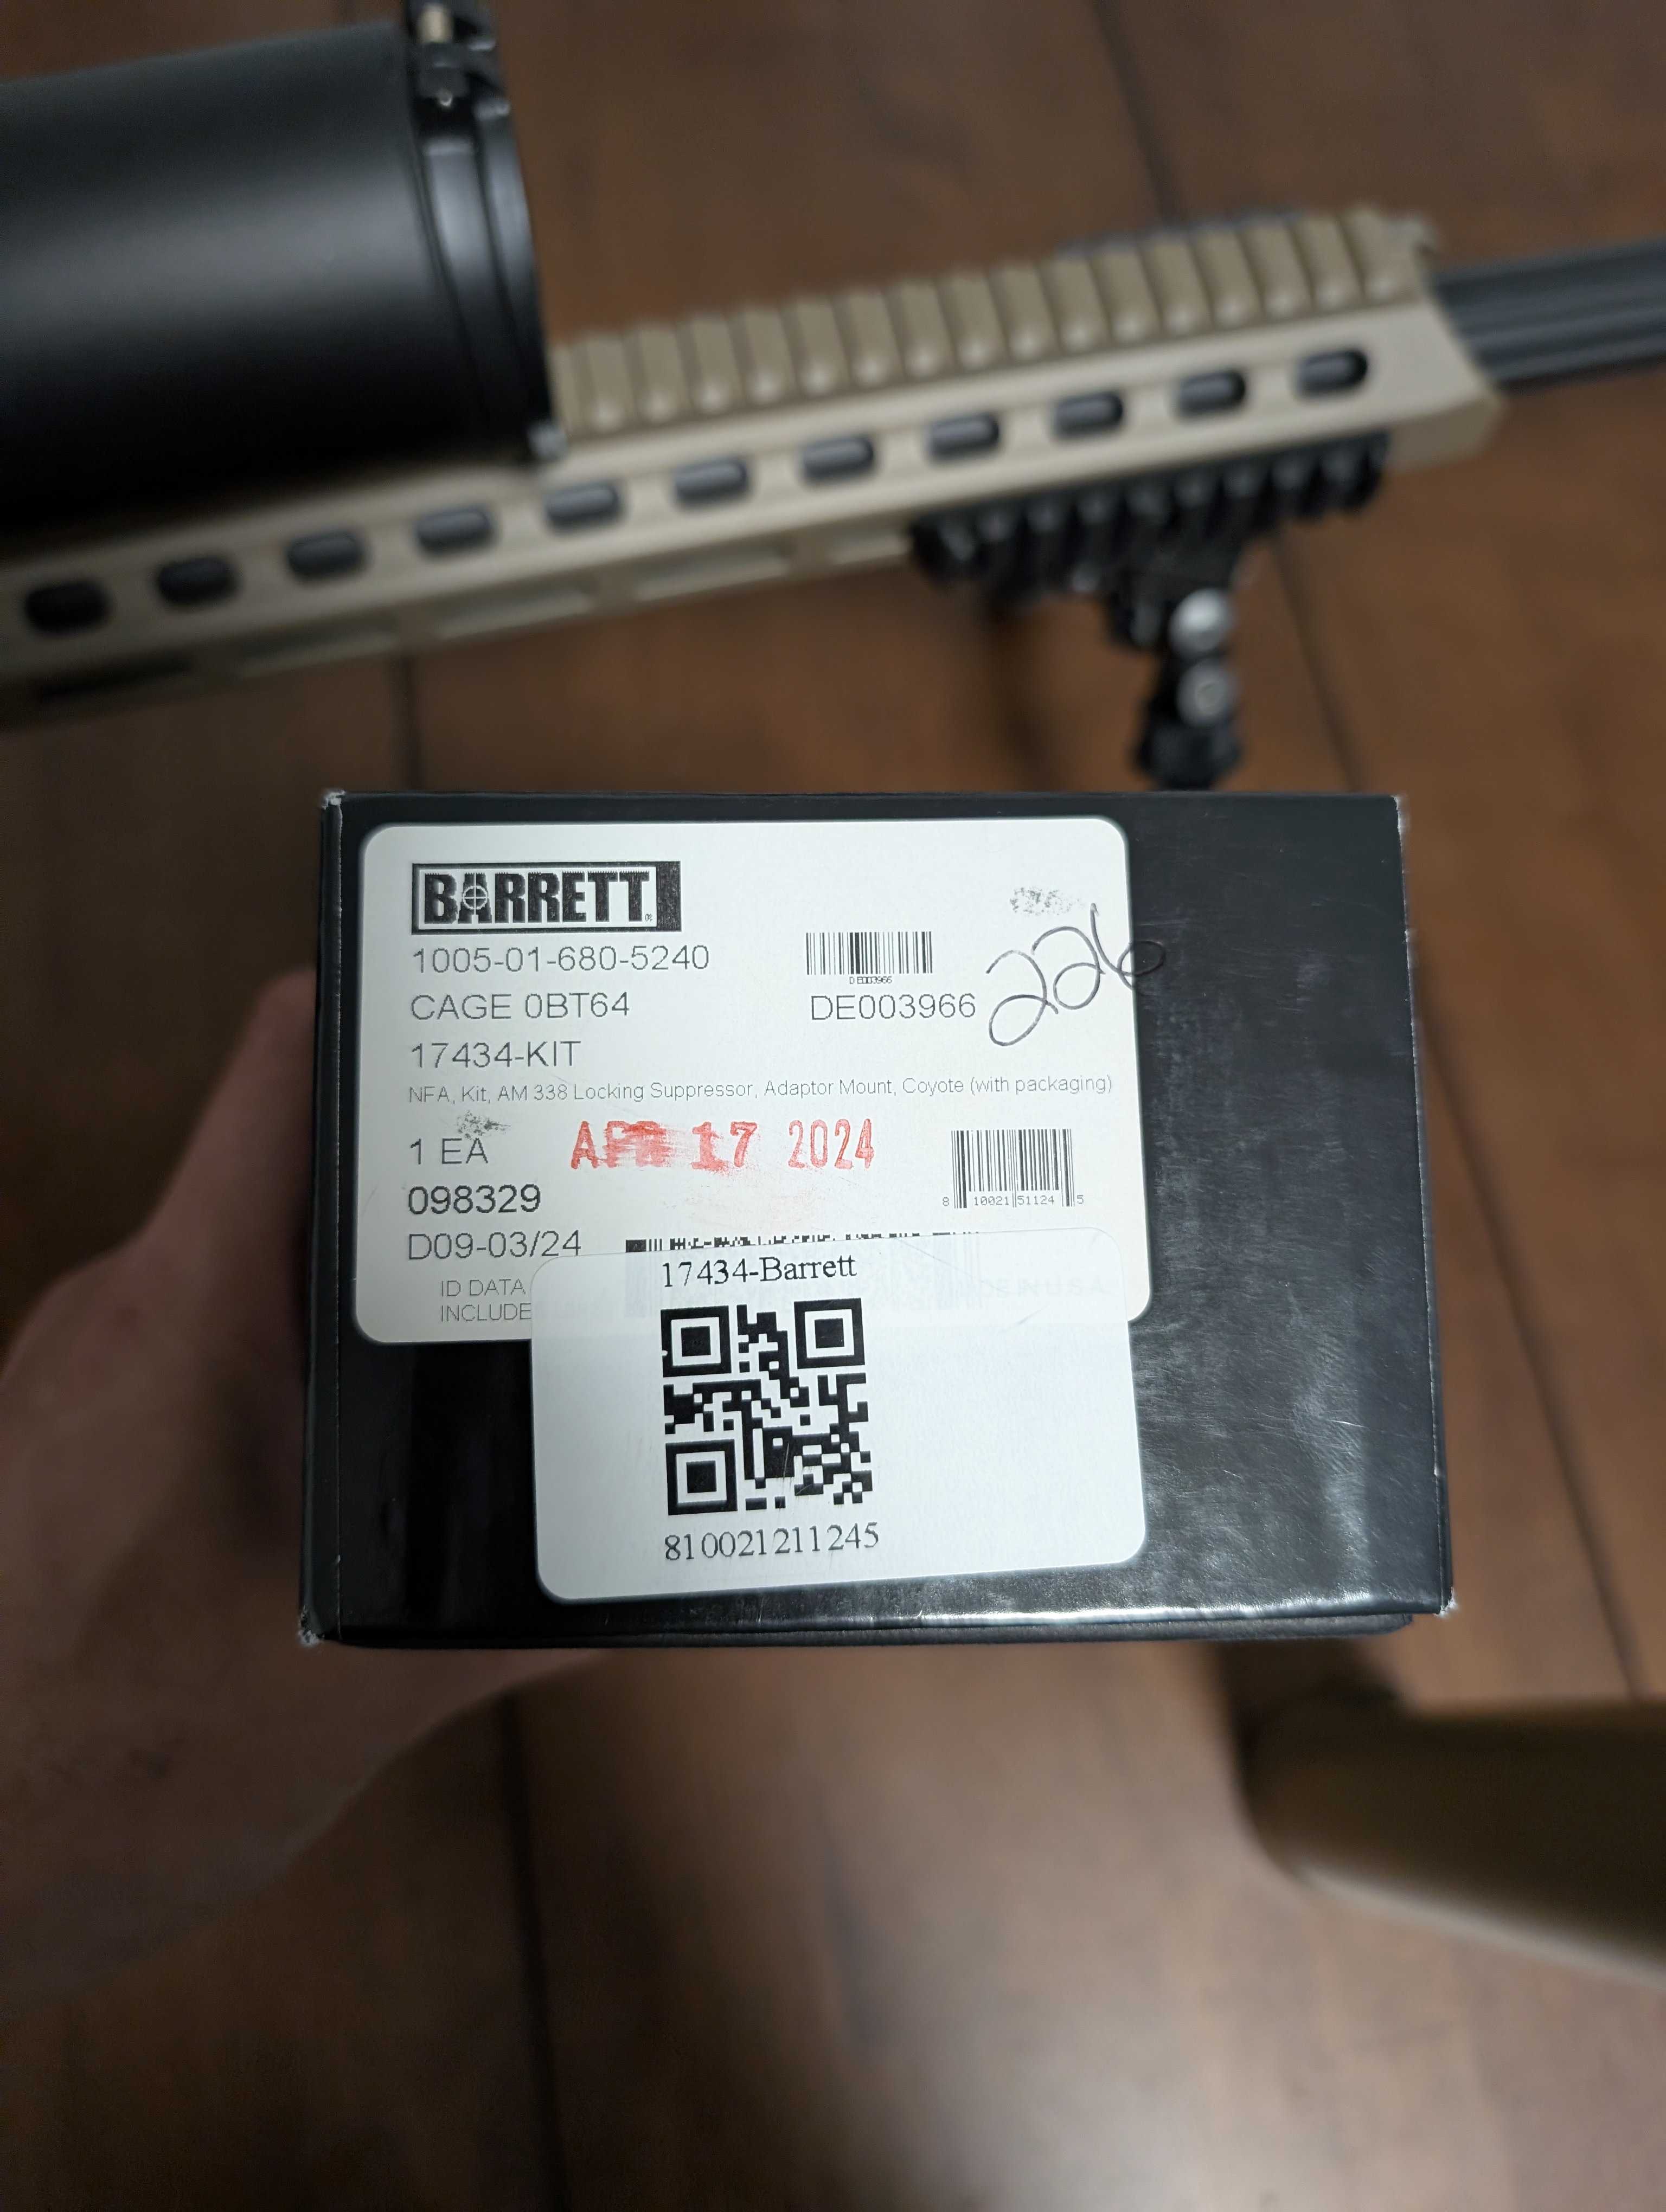 BARRETT
1005-01-680-5240
DE003966
CAGE 0BT64
DE003966
226
17434-KIT
NFA, Kit, AM 338 Locking Suppressor, Adaptor Mount, Coyote (with packaging)
1 EA
APR 17 2024
8 10021 51124 5
098329
D09-03/24
ID DATA
INCLUDE
17434-Barrett
810021211245